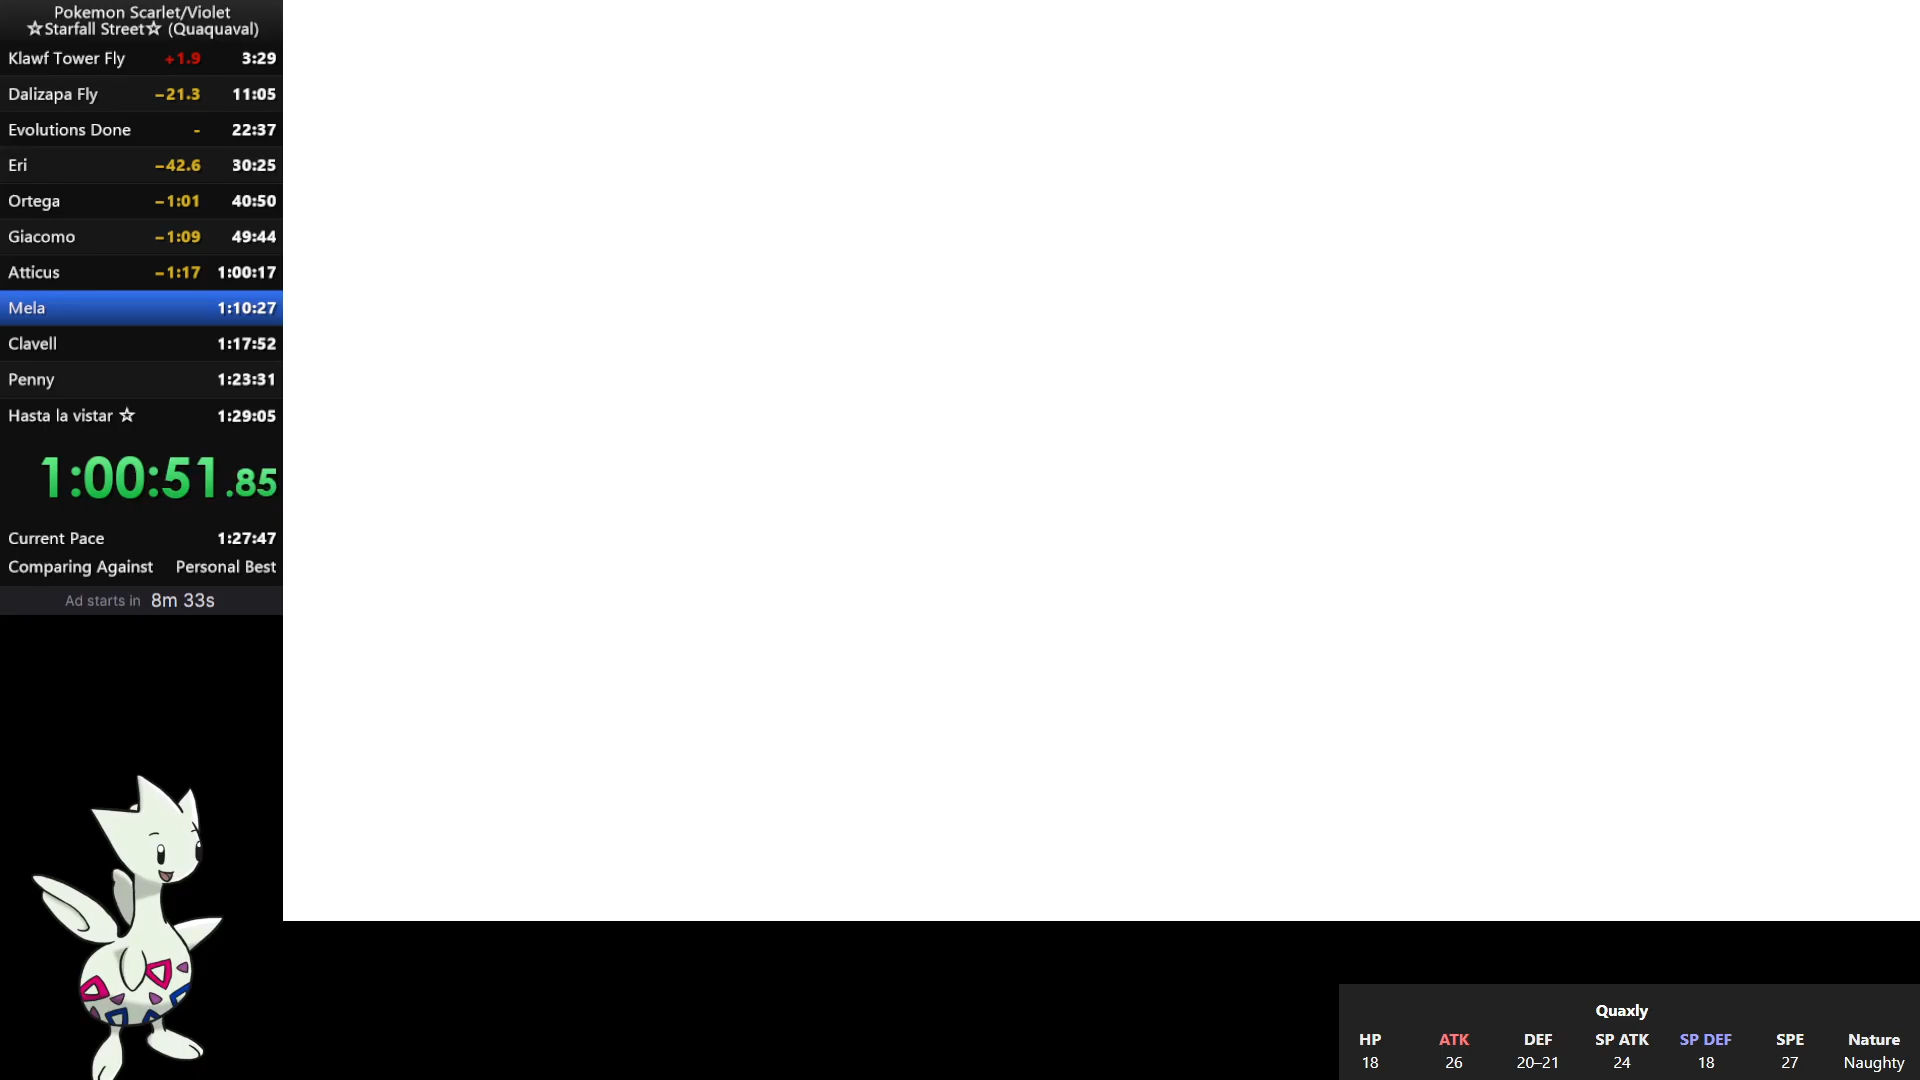 Pokemon Scarlet/Violet
☆Starfall Street☆ (Quaquaval)
Klawf Tower Fly +1.9 3:29
Dalizapa Fly −21.3 11:05
Evolutions Done - 22:37
Eri −42.6 30:25
Ortega −1:01 40:50
Giacomo −1:09 49:44
Atticus −1:17 1:00:17
Mela 1:10:27
Clavell 1:17:52
Penny 1:23:31
Hasta la vistar ☆ 1:29:05
1:00:51.85
Current Pace 1:27:47
Comparing Against Personal Best
Ad starts in 8m 33s
Quaxly
HP ATK DEF SP ATK SP DEF SPE Nature
18 26 20–21 24 18 27 Naughty